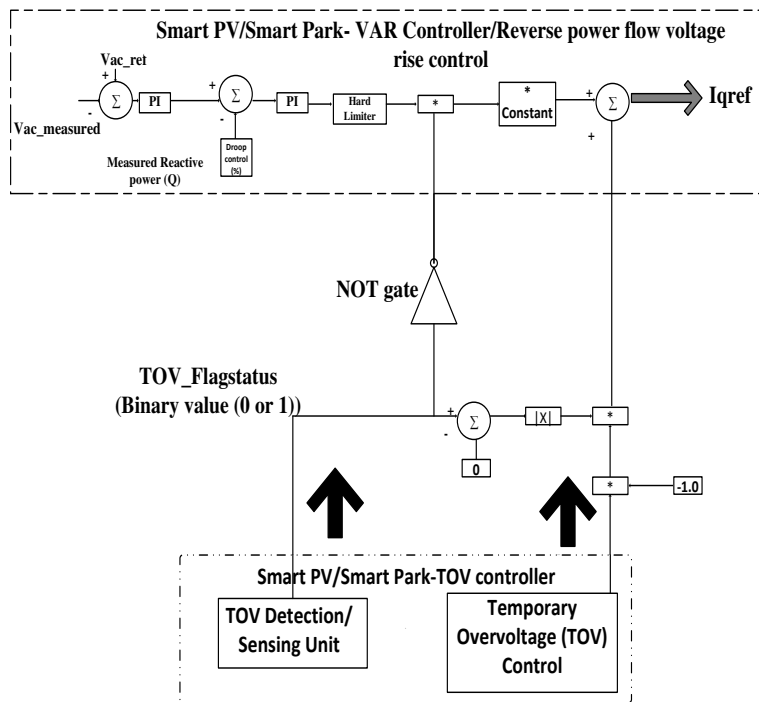 Smart PV/Smart Park- VAR Controller/Reverse power flow voltage
rise control
Vac_ret
+
Σ
-
Vac_measured
PI
+
Σ
-
PI
Hard
Limiter
*
*
Constant
+
Σ
+
Iqref
Droop
control
(%)
Measured Reactive
power (Q)
NOT gate
TOV_Flagstatus
(Binary value (0 or 1))
+
Σ
-
|X|
*
0
*
-1.0
Smart PV/Smart Park-TOV controller
TOV Detection/
Sensing Unit
Temporary
Overvoltage (TOV)
Control